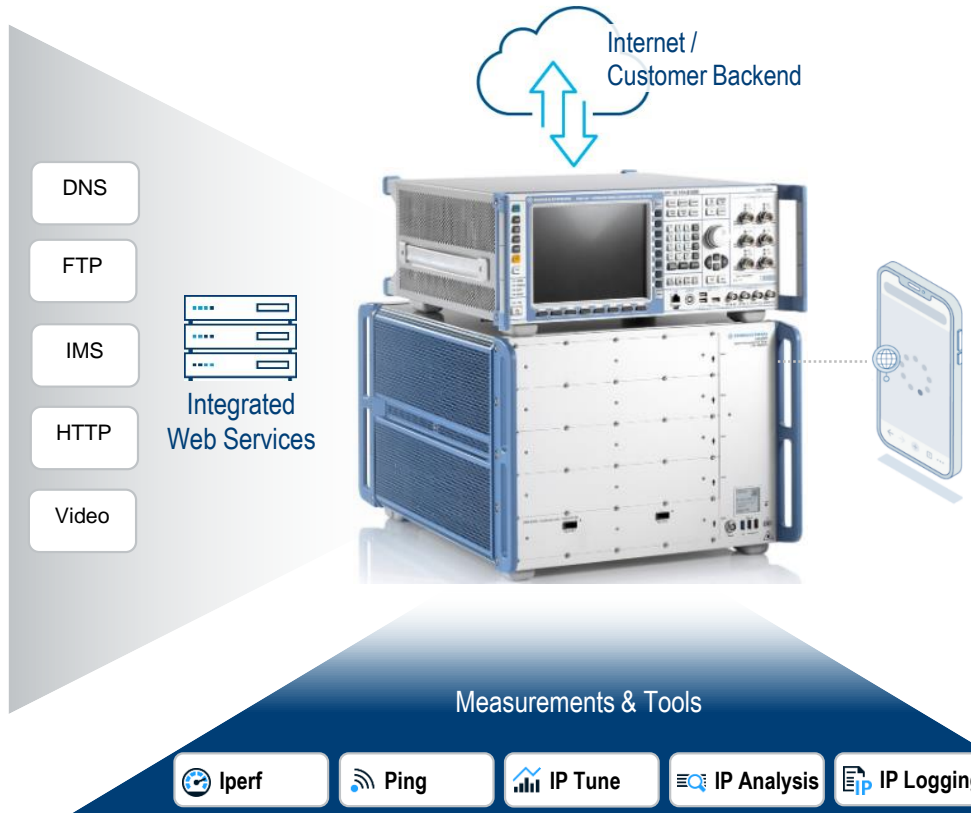 Internet /
Customer Backend
DNS
FTP
IMS
HTTP
Video
Integrated
Web Services
Measurements & Tools
Iperf
Ping
IP Tune
IP Analysis
IP Logging